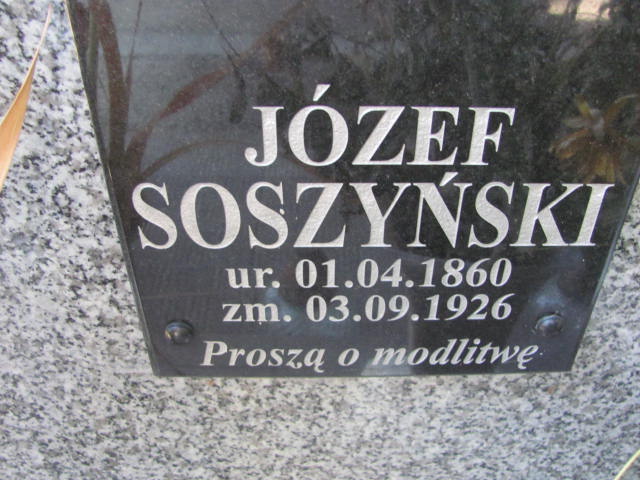 JÓZEF
SOSZYŃSKI
ur. 01.04.1860
zm. 03.09.1926
Proszą o modlitwę